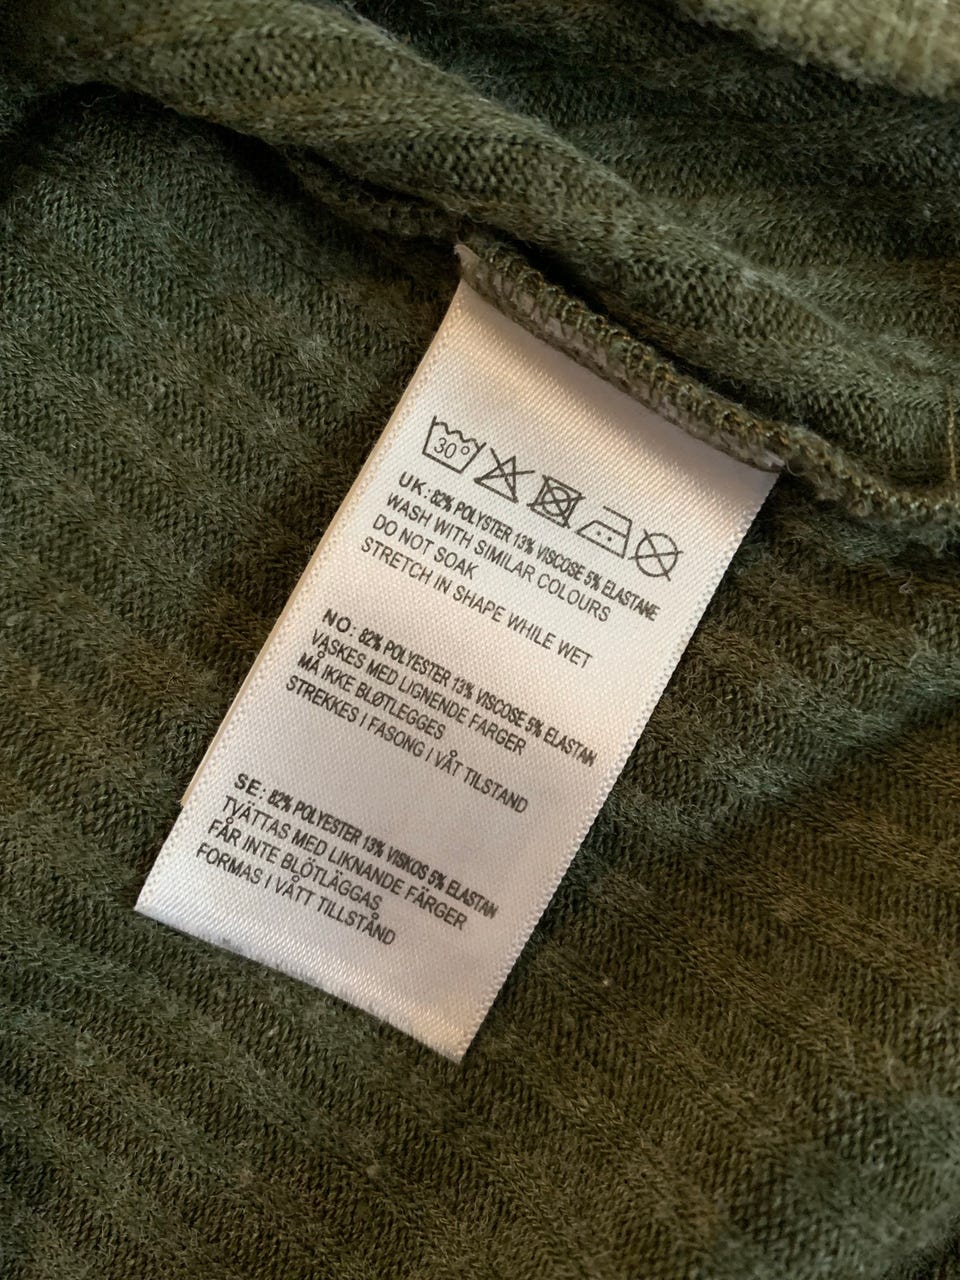 30°
UK: 82% POLYSTER 13% VISCOSE 5% ELASTANE
WASH WITH SIMILAR COLOURS
DO NOT SOAK
STRETCH IN SHAPE WHILE WET
NO: 82% POLYESTER 13% VISCOSE 5% ELASTAN
VASKES MED LIGNENDE FARGER
MÅ IKKE BLØTLEGGES
STREKKES I FASONG I VÅT TILSTAND
SE: 82% POLYESTER 13% VISKOS 5% ELASTAN
TVÄTTAS MED LIKNANDE FÄRGER
FÅR INTE BLÖTLÄGGAS
FORMAS I VÅTT TILLSTÅND